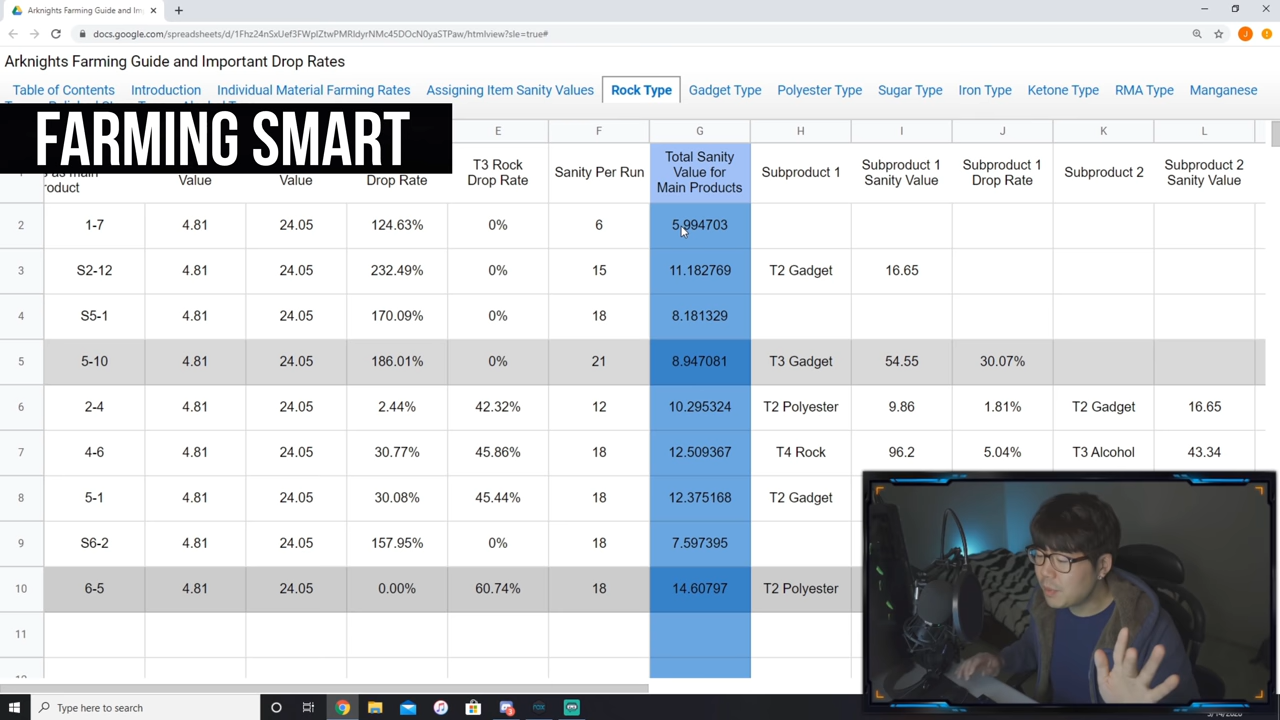 Arknights Farming Guide and Im
docs.google.com/spreadsheets/d/1Fhz24nSxUef3FWplZtwPMRldyrNMc45DOcN0yaSTPaw/htmlview?sle=true#
Arknights Farming Guide and Important Drop Rates
Table of Contents Introduction Individual Material Farming Rates Assigning Item Sanity Values Rock Type Gadget Type Polyester Type Sugar Type Iron Type Ketone Type RMA Type Manganese
FARMING SMART
E F G H I J K L
as main product Value Value Drop Rate T3 Rock Drop Rate Sanity Per Run Total Sanity Value for Main Products Subproduct 1 Subproduct 1 Sanity Value Subproduct 1 Drop Rate Subproduct 2 Subproduct 2 Sanity Value
2 1-7 4.81 24.05 124.63% 0% 6 5.994703
3 S2-12 4.81 24.05 232.49% 0% 15 11.182769 T2 Gadget 16.65
4 S5-1 4.81 24.05 170.09% 0% 18 8.181329
5 5-10 4.81 24.05 186.01% 0% 21 8.947081 T3 Gadget 54.55 30.07%
6 2-4 4.81 24.05 2.44% 42.32% 12 10.295324 T2 Polyester 9.86 1.81% T2 Gadget 16.65
7 4-6 4.81 24.05 30.77% 45.86% 18 12.509367 T4 Rock 96.2 5.04% T3 Alcohol 43.34
8 5-1 4.81 24.05 30.08% 45.44% 18 12.375168 T2 Gadget
9 S6-2 4.81 24.05 157.95% 0% 18 7.597395
10 6-5 4.81 24.05 0.00% 60.74% 18 14.60797 T2 Polyester
11
Type here to search